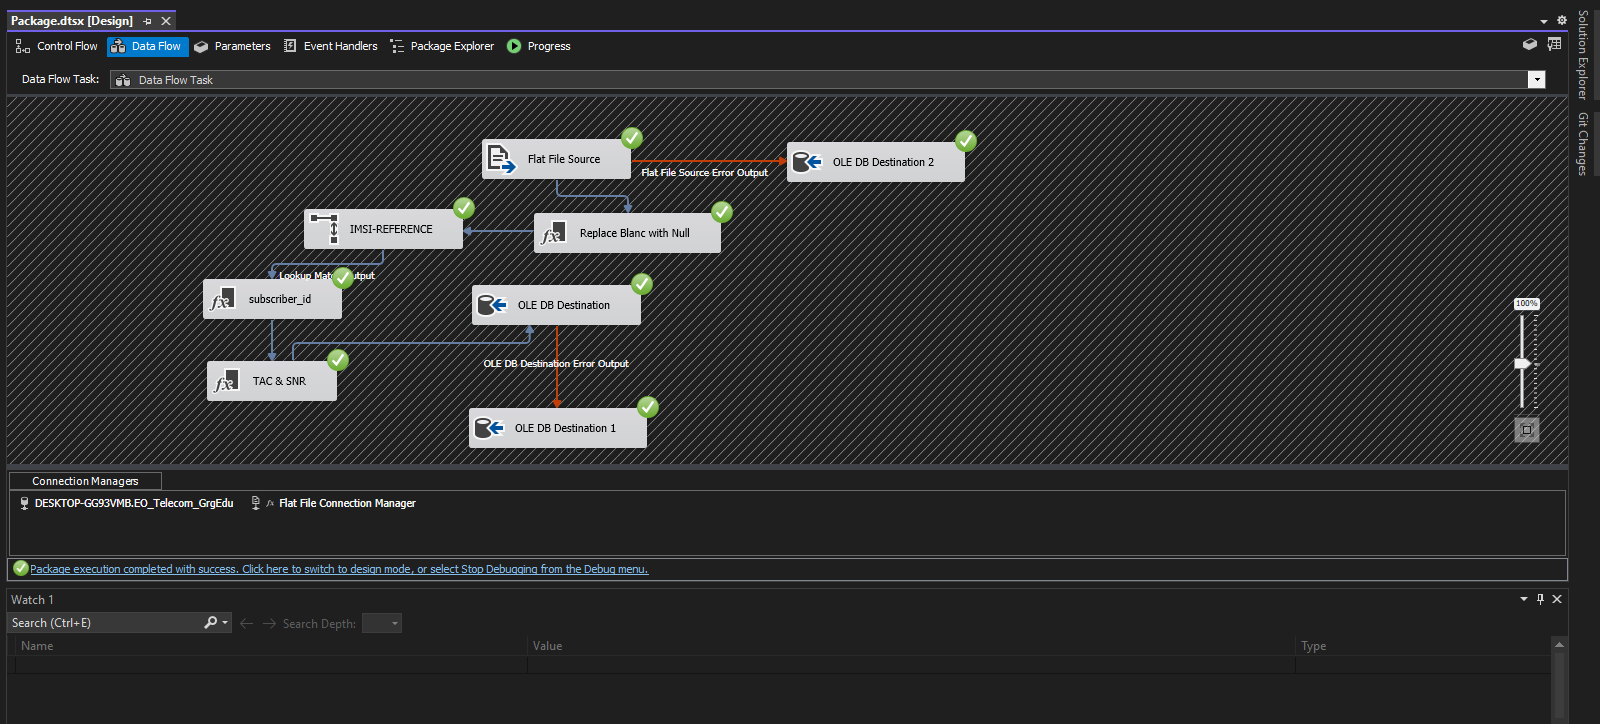 Package.dtsx [Design]
Control Flow
Data Flow
Parameters
Event Handlers
Package Explorer
Progress
Data Flow Task:
Data Flow Task
Flat File Source
OLE DB Destination 2
Flat File Source Error Output
IMSI-REFERENCE
fx
Replace Blanc with Null
fx
subscriber_id
OLE DB Destination
OLE DB Destination Error Output
fx
TAC & SNR
OLE DB Destination 1
100%
Connection Managers
DESKTOP-GG93VMB.EO_Telecom_GrgEdu
fx
Flat File Connection Manager
Package execution completed with success. Click here to switch to design mode, or select Stop Debugging from the Debug menu.
Watch 1
Search (Ctrl+E)
Search Depth:
Name
Value
Type
Solution Explorer
Git Changes